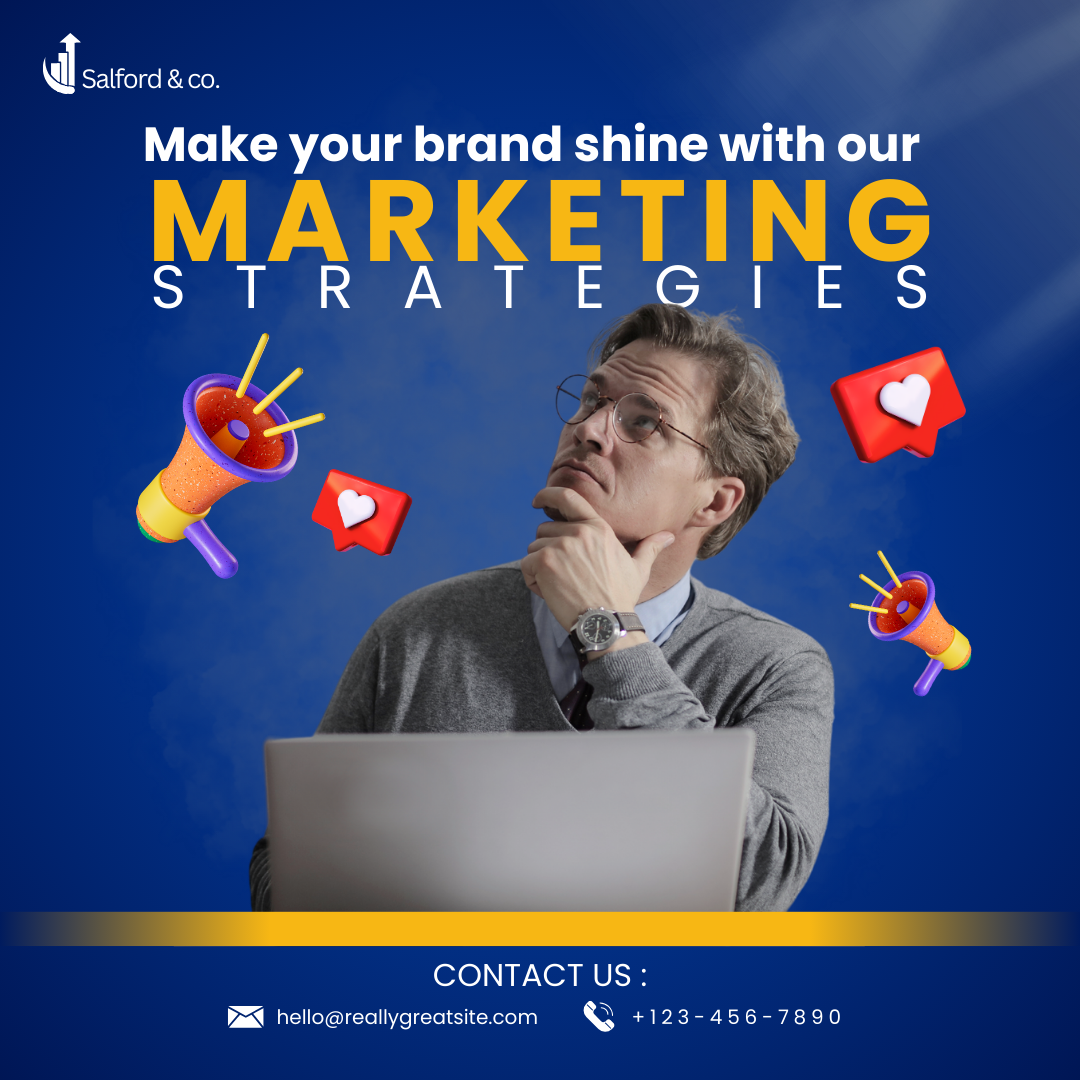 Salford & co.
Make your brand shine with our
MARKETING
STRATEGIES
CONTACT US :
hello@reallygreatsite.com
+123-456-7890